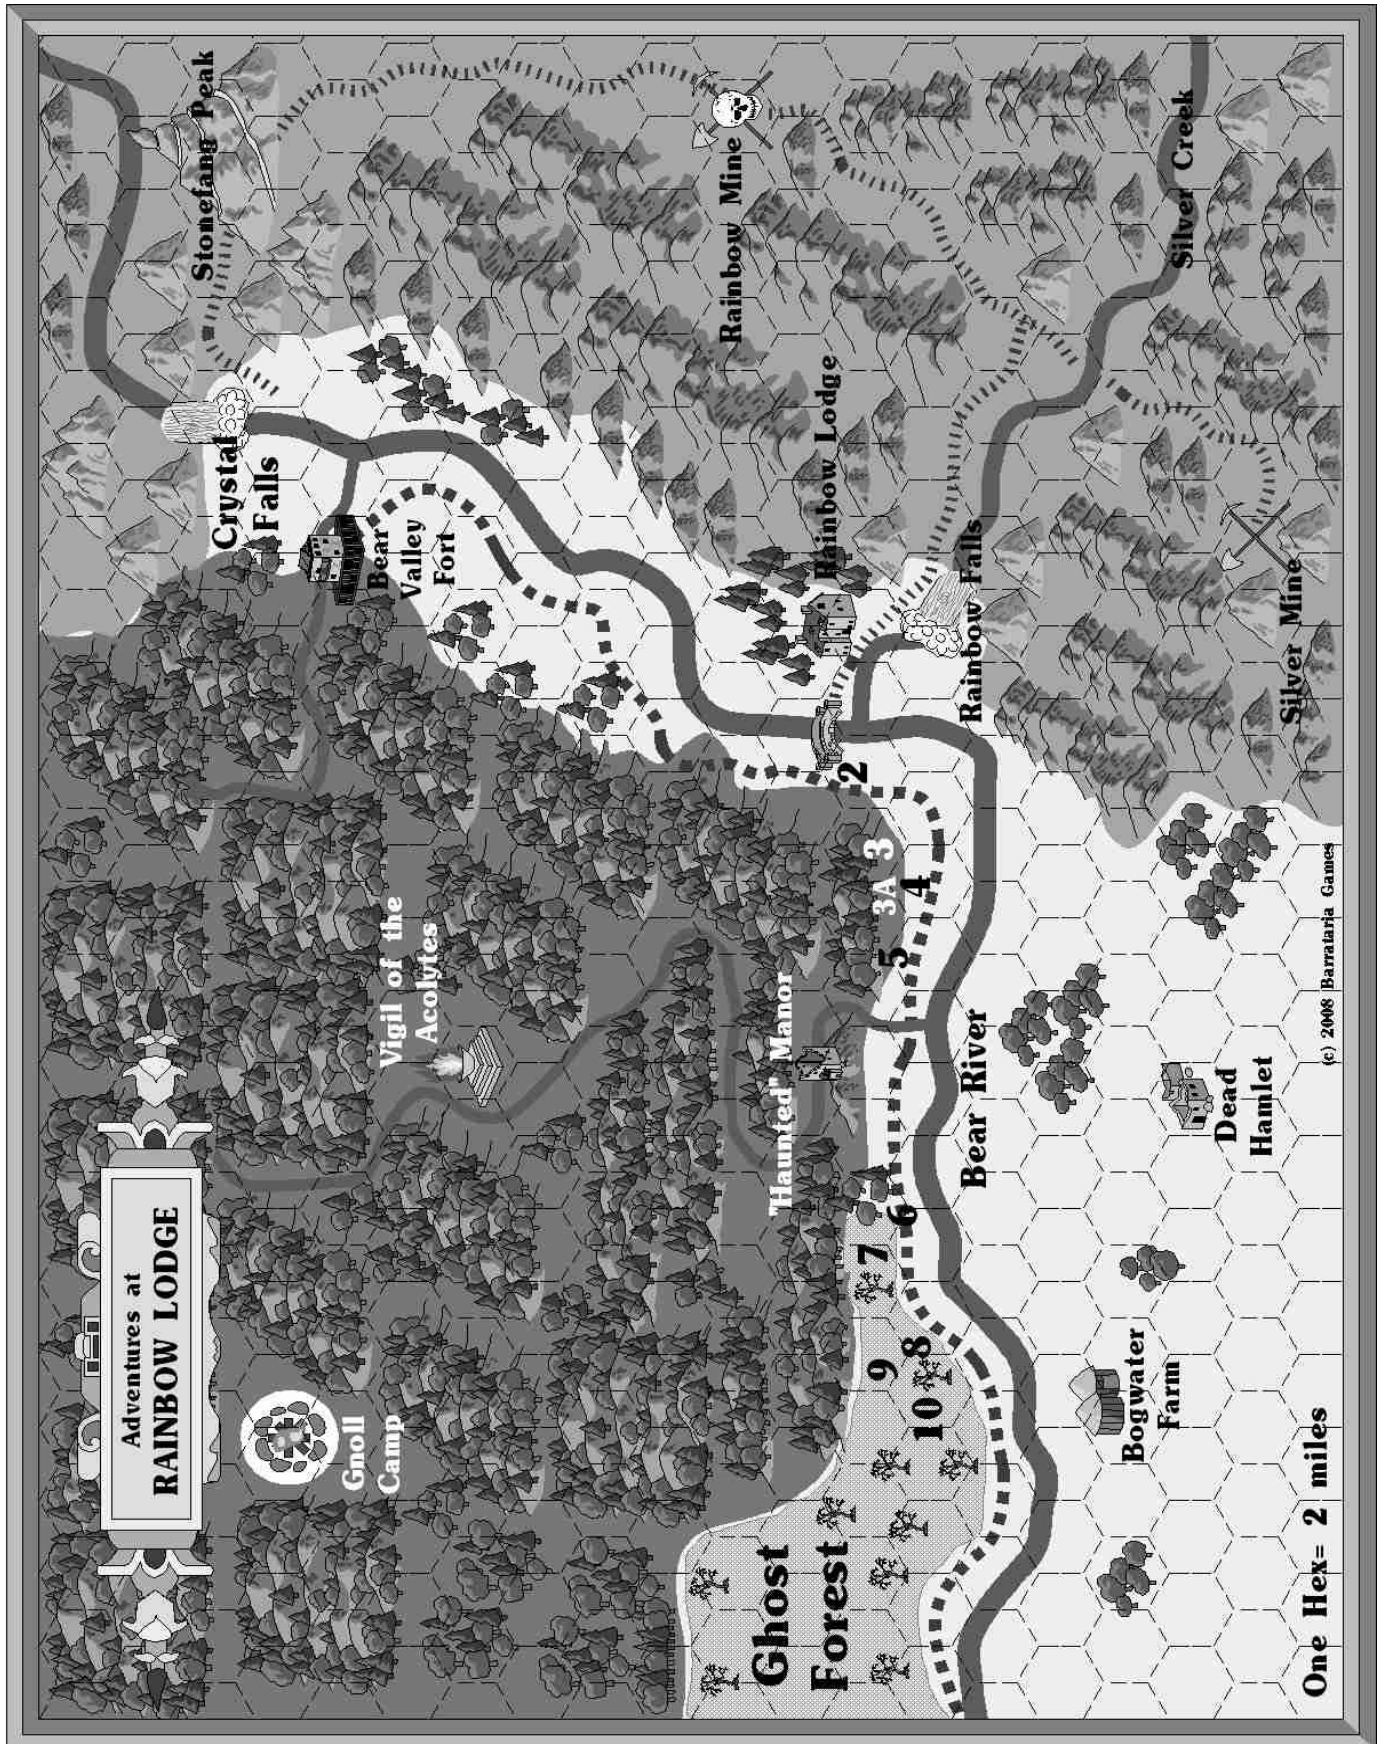 Adventures at
RAINBOW LODGE
Gnoll
Camp
Vigil of the
Acolytes
Crystal
Falls
Stonefang Peak
Bear
Valley
Fort
Ghost
Forest
"Haunted" Manor
Rainbow Mine
Rainbow Lodge
2
3
3A
4
5
6
7
8
9
10
Bear River
Rainbow Falls
Silver Creek
Bogwater
Farm
Dead
Hamlet
Silver Mine
One Hex= 2 miles
(c) 2008 Barrataria Games